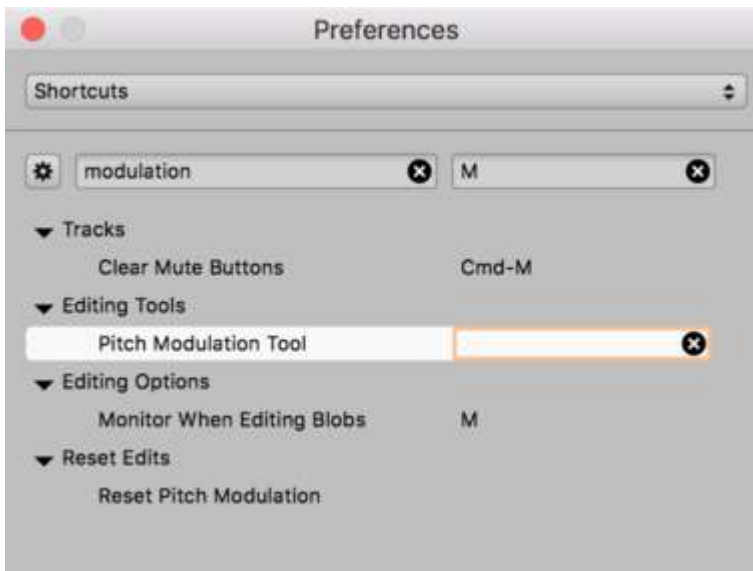 Preferences
Shortcuts
modulation M
Tracks
Clear Mute Buttons Cmd-M
Editing Tools
Pitch Modulation Tool
Editing Options
Monitor When Editing Blobs M
Reset Edits
Reset Pitch Modulation